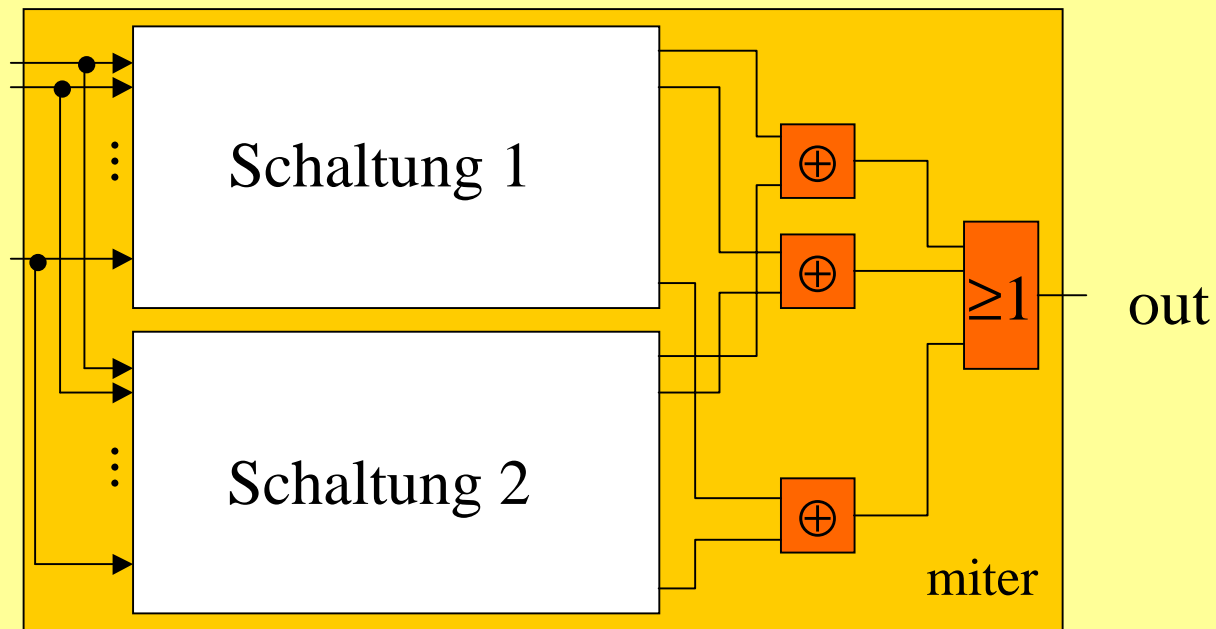 Schaltung 1
⊕
⊕
≥1
out
Schaltung 2
⊕
miter